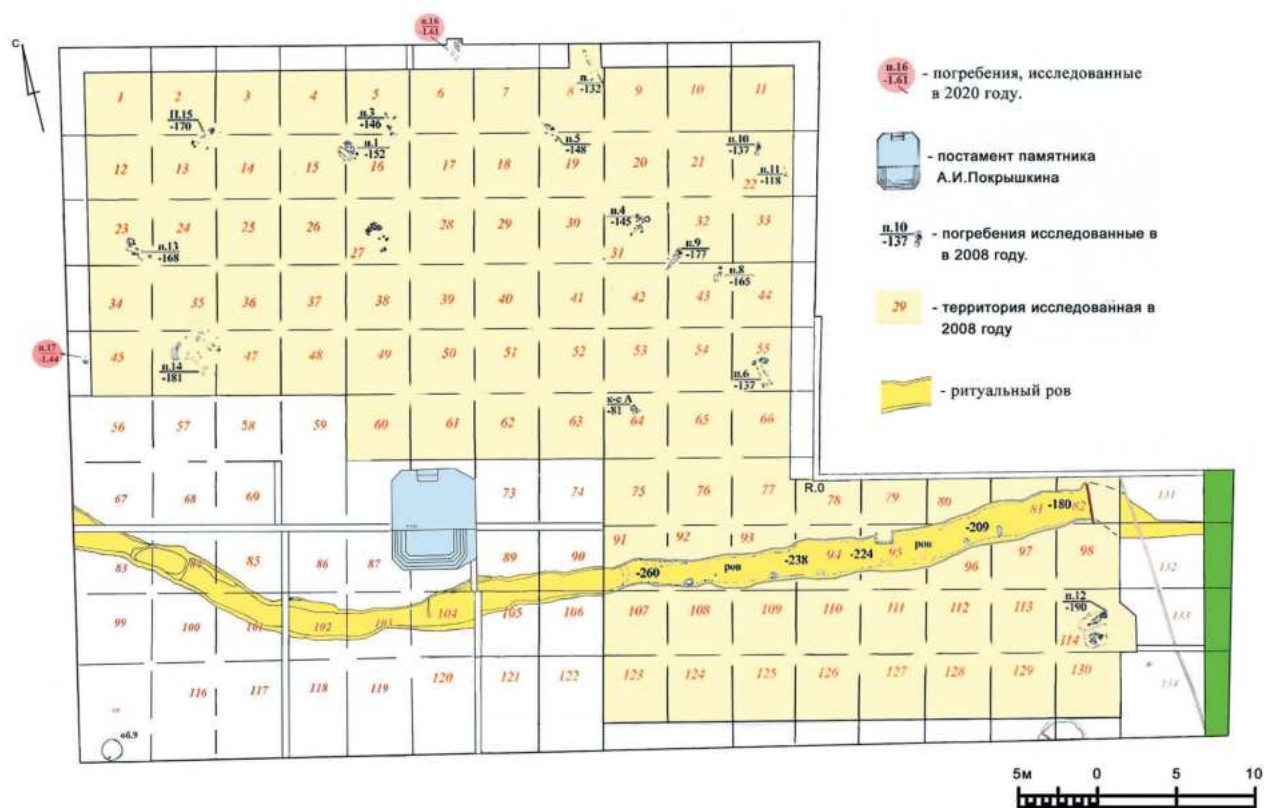 С
п.16
-1.61
1 2 3 4 5 6 7 8 9 10 11
-132
П.15
-170
п.3
-146
п.1
-152
п.5
-148
п.10
-137
п.11
-118
12 13 14 15 16 17 18 19 20 21 22
23 24 25 26 27 28 29 30 31 32 33
п.13
-168
п.4
-145
п.9
-177
п.8
-165
34 35 36 37 38 39 40 41 42 43 44
п.17
-1.44
45 47 48 49 50 51 52 53 54 55
п.14
-181
п.6
-137
к-с А
-81
56 57 58 59 60 61 62 63 64 65 66
67 68 69 73 74 75 76 77 78 79 80 81 82 131
R.0
-180
-209
-224
-238
-260
ров
ров
83 84 85 86 87 89 90 91 92 93 94 95 96 97 98 132
99 100 101 102 103 104 105 106 107 108 109 110 111 112 113 114 133
п.12
-190
116 117 118 119 120 121 122 123 124 125 126 127 128 129 130 134
об.9
п.16
-1.61
- погребения, исследованные
в 2020 году.
- постамент памятника
А.И.Покрышкина
п.10
-137
- погребения исследованные в
в 2008 году.
29
- территория исследованная в
2008 году
- ритуальный ров
5м 0 5 10